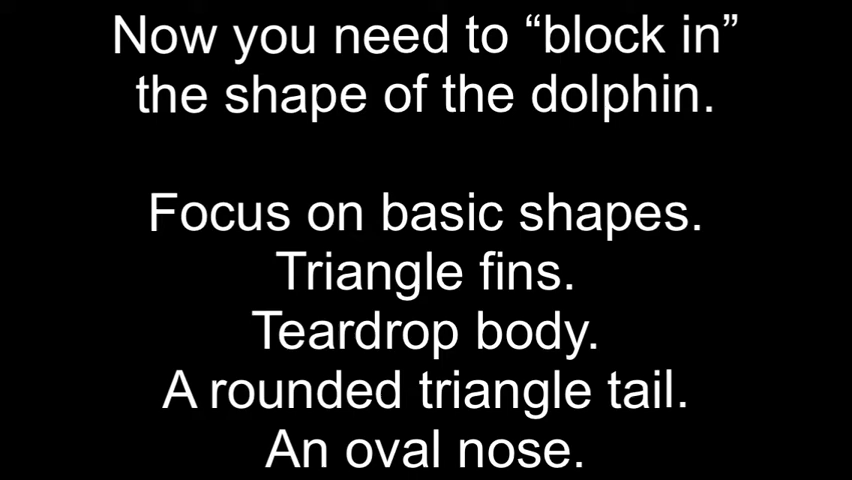 Now you need to “block in”
the shape of the dolphin.
Focus on basic shapes.
Triangle fins.
Teardrop body.
A rounded triangle tail.
An oval nose.